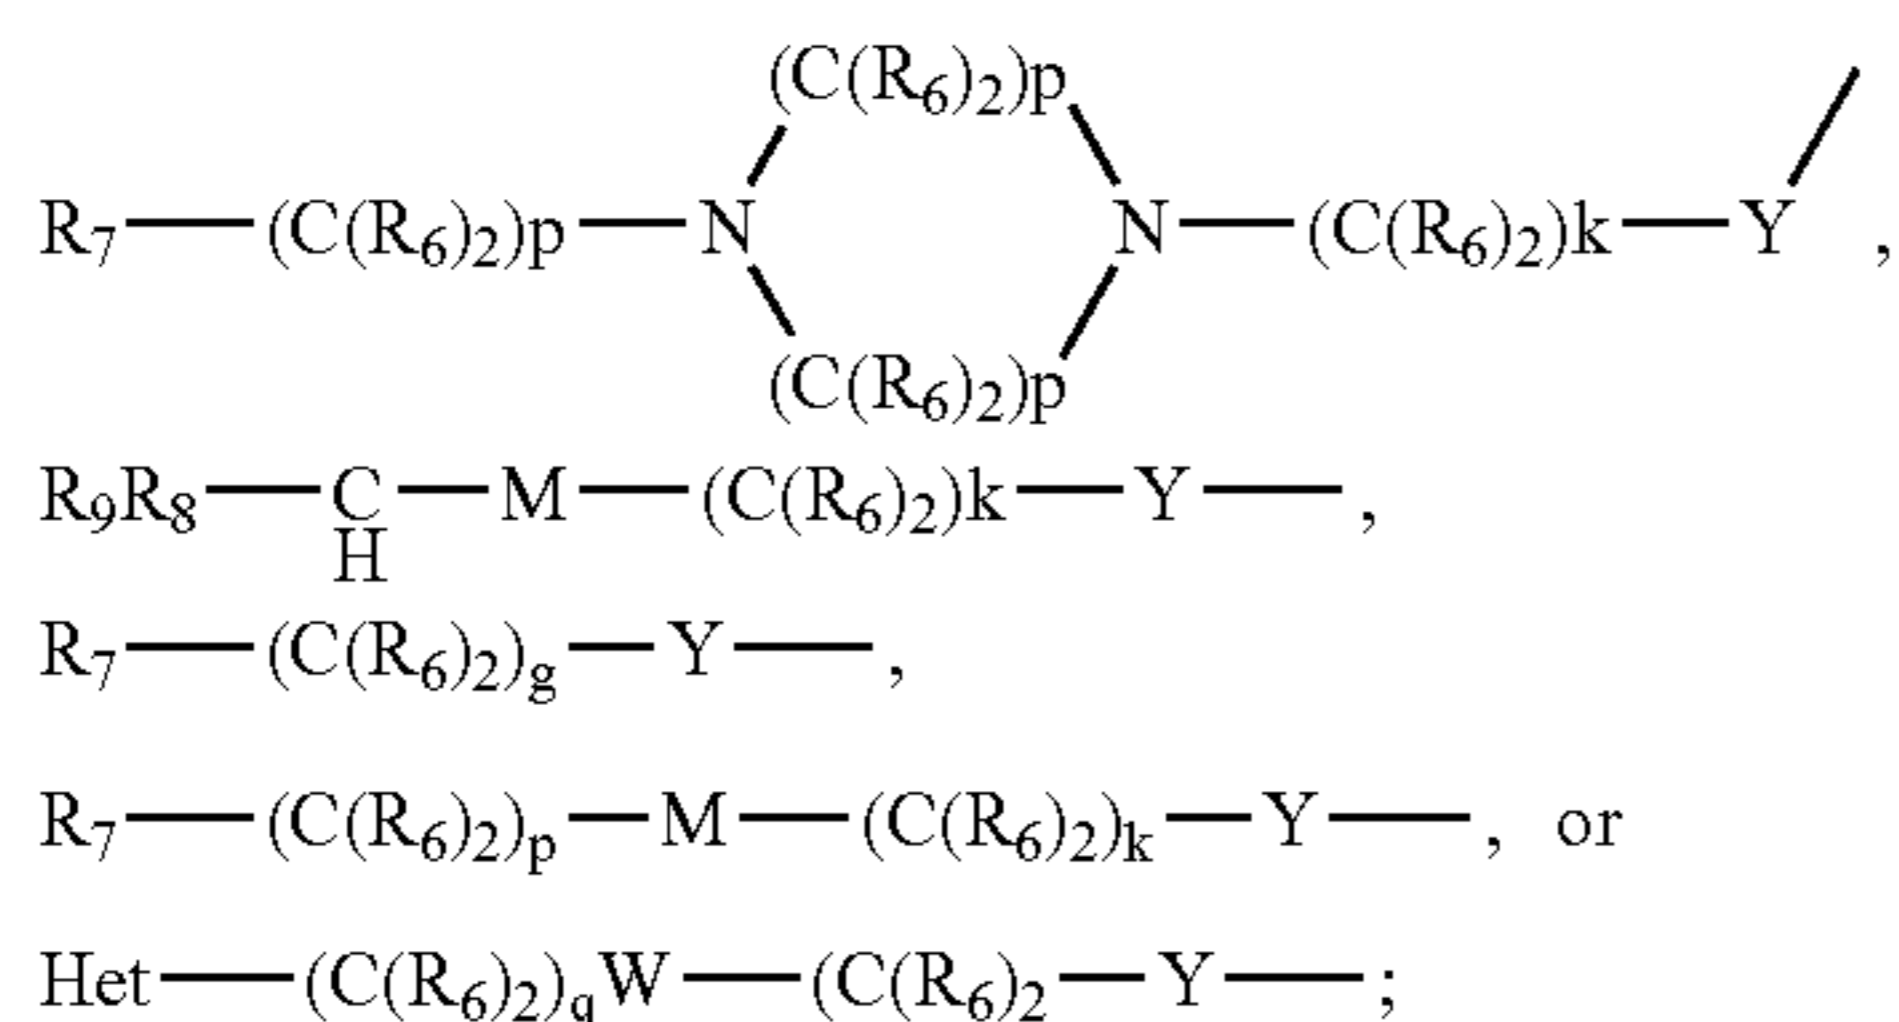 (C(R₆)₂)p
R₇—(C(R₆)₂)p—N N—(C(R₆)₂)k—Y ,
(C(R₆)₂)p
R₉R₈—C—M—(C(R₆)₂)k—Y—,
H
R₇—(C(R₆)₂)g—Y—,
R₇—(C(R₆)₂)p—M—(C(R₆)₂)k—Y—, or
Het—(C(R₆)₂)qW—(C(R₆)₂—Y—;